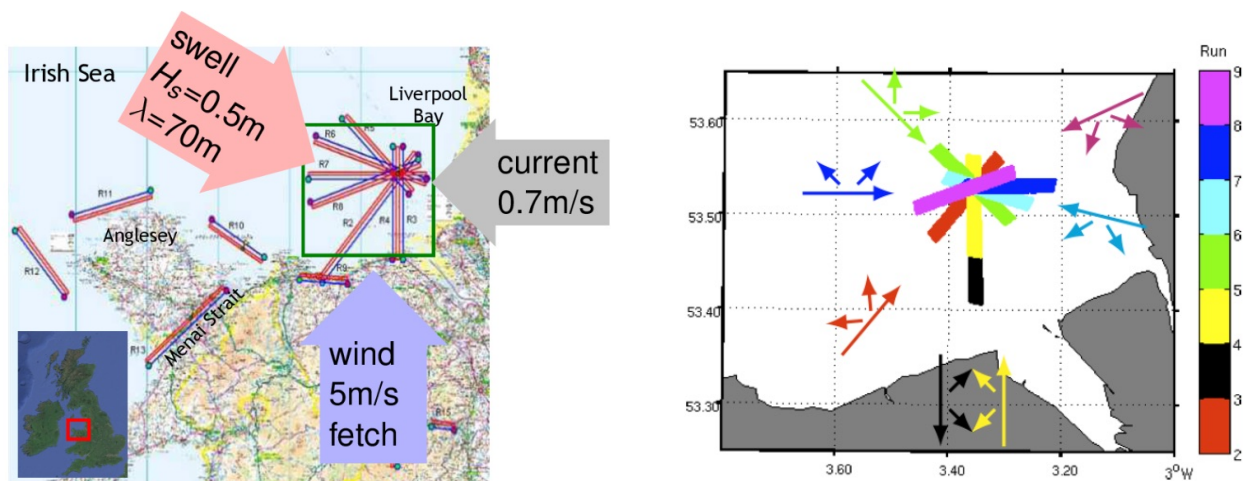 swell
Hs=0.5m
λ=70m
Irish Sea
Liverpool
Bay
R5
R6
R7
R8
R2
R4
R3
current
0.7m/s
R11
R10
Anglesey
R12
R9
Menai Strait
R13
wind
5m/s
fetch
R15
Run
9
8
7
6
5
4
3
2
53.60
53.50
53.40
53.30
3.60
3.40
3.20
3°W